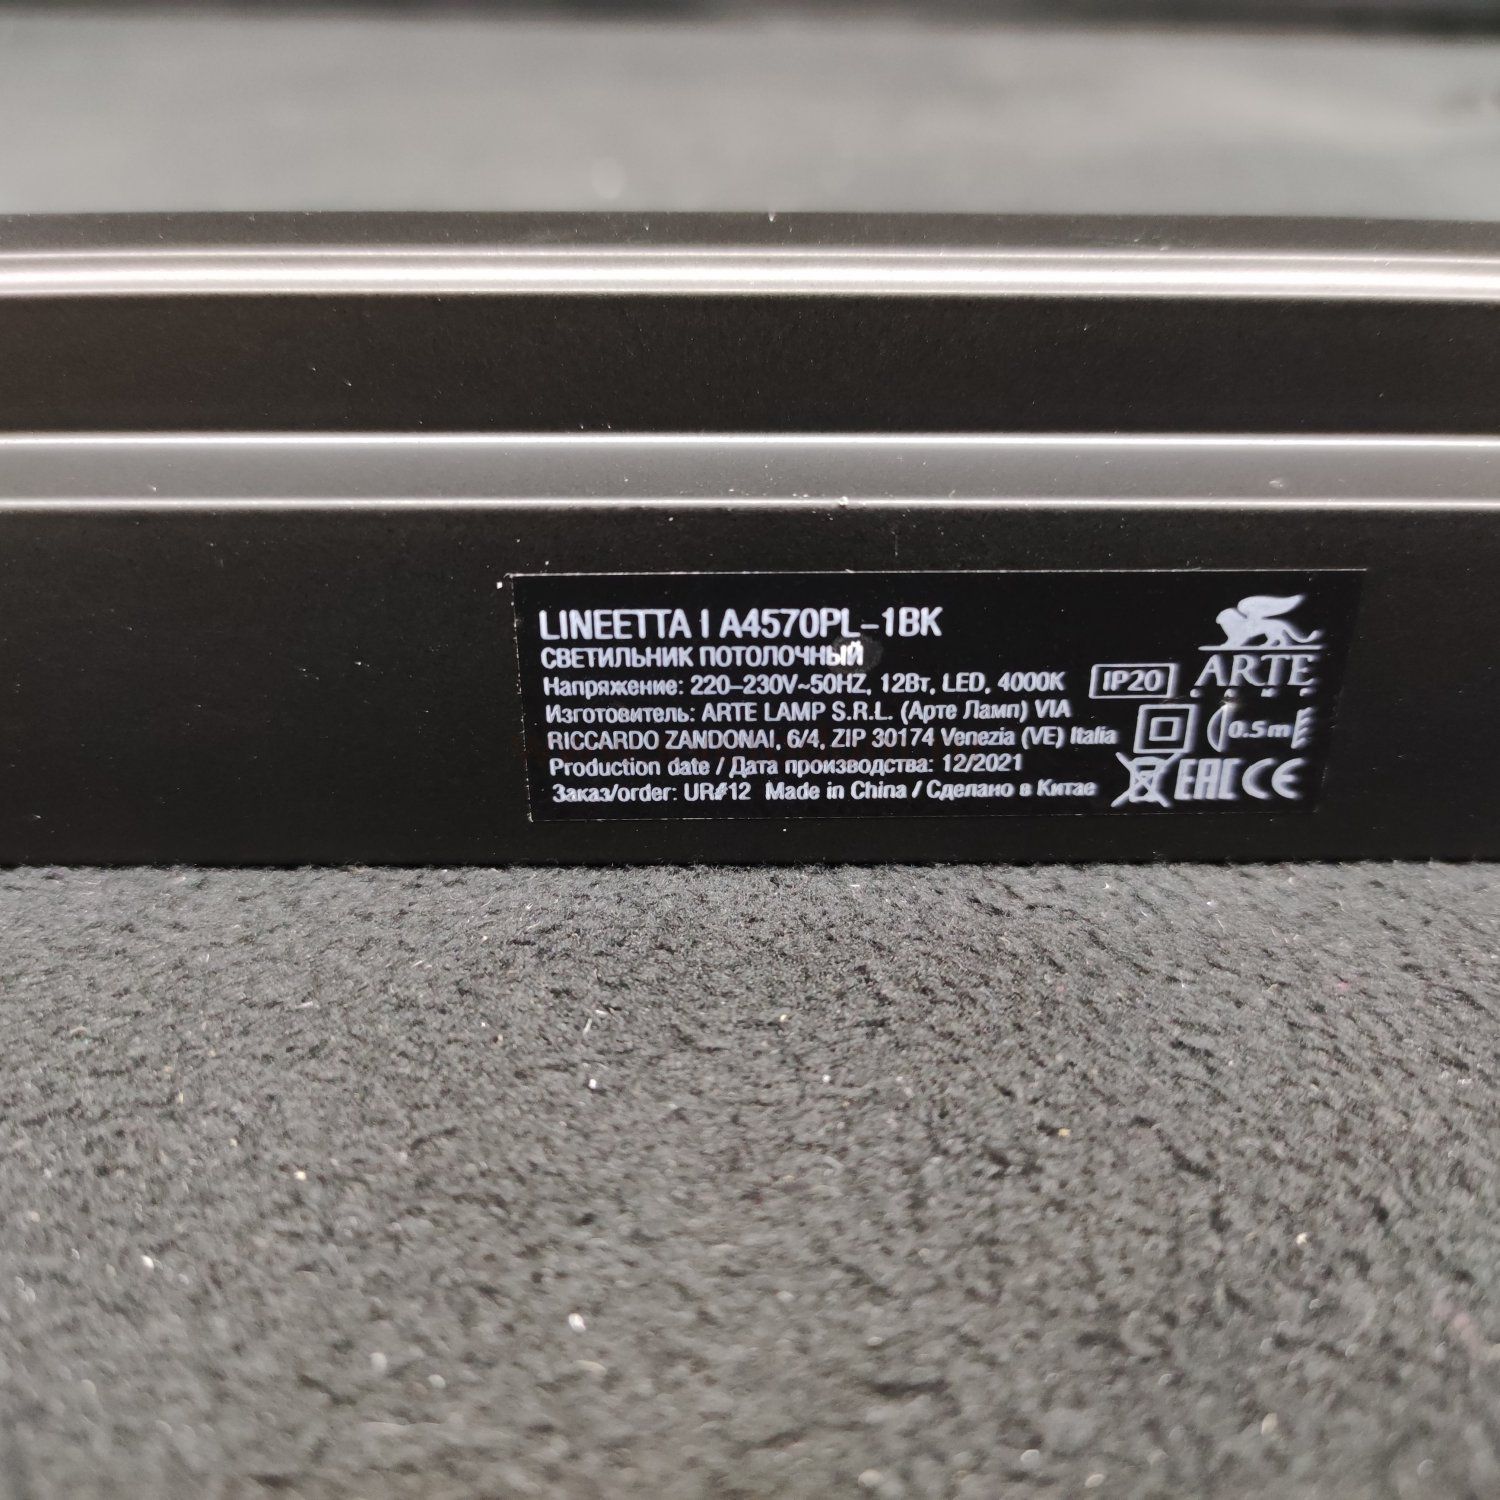 LINEETTA | A4570PL-1BK
СВЕТИЛЬНИК ПОТОЛОЧНЫЙ
Напряжение: 220-230V~50HZ, 12Вт, LED, 4000K
Изготовитель: ARTE LAMP S.R.L. (Арте Ламп) VIA
RICCARDO ZANDONAI, 6/4, ZIP 30174 Venezia (VE) Italia
Production date / Дата производства: 12/2021
Заказ/order: UR#12 Made in China / Сделано в Китае
IP20
ARTE
LAMP
0.5m
EAC CE